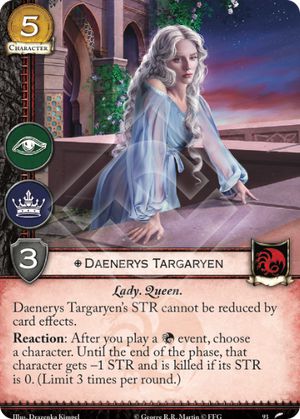 5
CHARACTER
3
DAENERYS TARGARYEN
Lady. Queen.
Daenerys Targaryen's STR cannot be reduced by
card effects.
Reaction: After you play a event, choose
a character. Until the end of the phase, that
character gets −1 STR and is killed if its STR
is 0. (Limit 3 times per round.)
Illus. Drazenka Kimpel
© George R.R. Martin © FFG
93